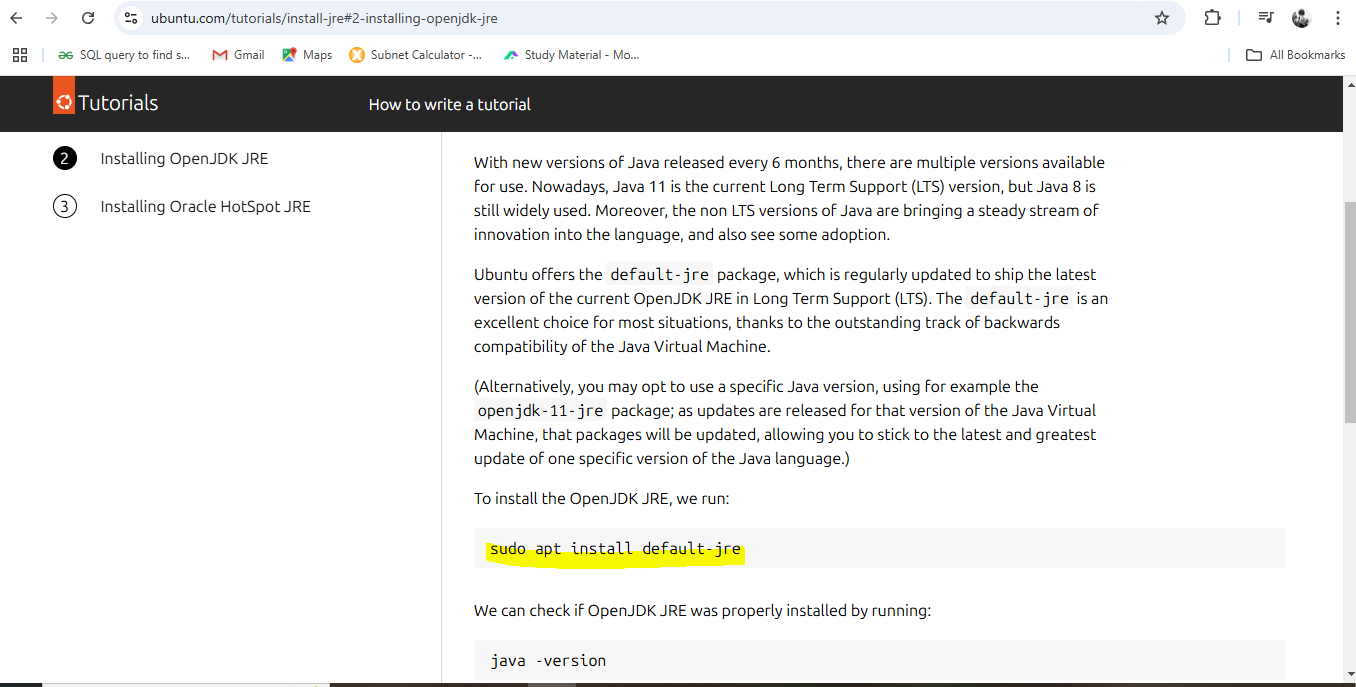 ubuntu.com/tutorials/install-jre#2-installing-openjdk-jre
SQL query to find s...
Gmail
Maps
Subnet Calculator -...
Study Material - Mo...
All Bookmarks
Tutorials
How to write a tutorial
2 Installing OpenJDK JRE
3 Installing Oracle HotSpot JRE
With new versions of Java released every 6 months, there are multiple versions available
for use. Nowadays, Java 11 is the current Long Term Support (LTS) version, but Java 8 is
still widely used. Moreover, the non LTS versions of Java are bringing a steady stream of
innovation into the language, and also see some adoption.
Ubuntu offers the default-jre package, which is regularly updated to ship the latest
version of the current OpenJDK JRE in Long Term Support (LTS). The default-jre is an
excellent choice for most situations, thanks to the outstanding track of backwards
compatibility of the Java Virtual Machine.
(Alternatively, you may opt to use a specific Java version, using for example the
openjdk-11-jre package; as updates are released for that version of the Java Virtual
Machine, that packages will be updated, allowing you to stick to the latest and greatest
update of one specific version of the Java language.)
To install the OpenJDK JRE, we run:
sudo apt install default-jre
We can check if OpenJDK JRE was properly installed by running:
java -version